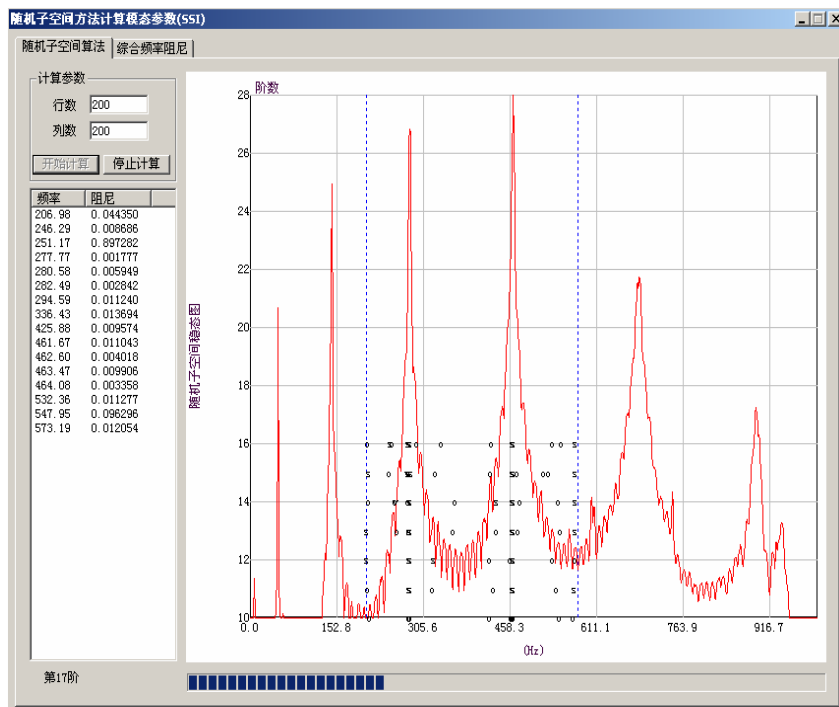 随机子空间方法计算模态参数(SSI)
随机子空间算法 综合频率阻尼
计算参数
行数 200
列数 200
开始计算 停止计算
频率 阻尼
206.98 0.044350
246.29 0.008686
251.17 0.897282
277.77 0.001777
280.58 0.005949
282.49 0.002842
294.59 0.011240
336.43 0.013694
425.88 0.009574
461.67 0.011043
462.60 0.004018
463.47 0.009906
464.08 0.003358
532.36 0.011277
547.95 0.096296
573.19 0.012054
第17阶
阶数
28
26
24
22
20
18
16
14
12
10
随机子空间稳态图
0.0 152.8 305.6 458.3 611.1 763.9 916.7
(Hz)